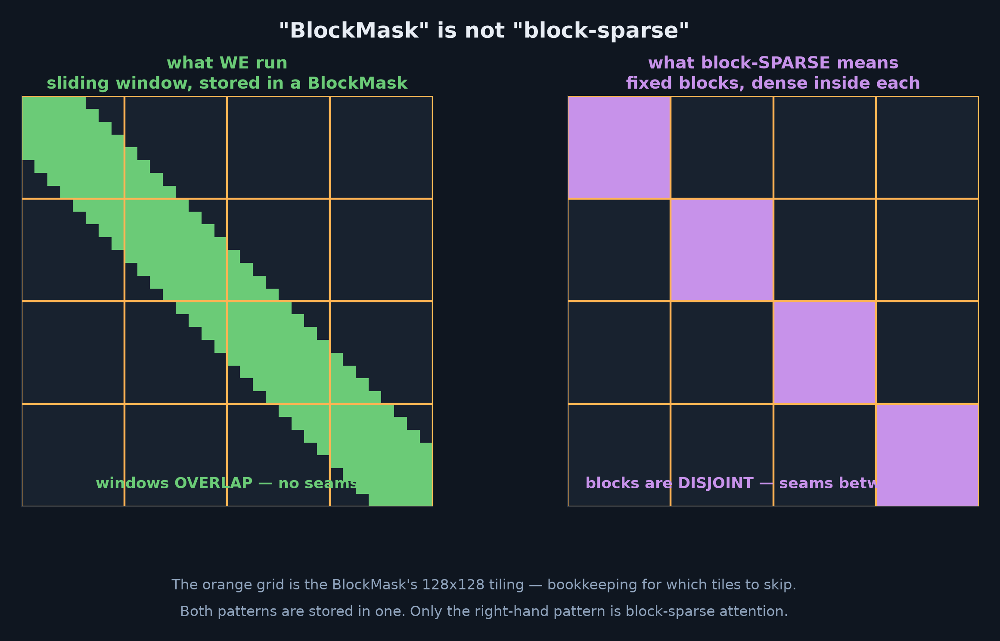 "BlockMask" is not "block-sparse"
what WE run
sliding window, stored in a BlockMask
what block-SPARSE means
fixed blocks, dense inside each
windows OVERLAP — no seams
blocks are DISJOINT — seams betw
The orange grid is the BlockMask's 128x128 tiling — bookkeeping for which tiles to skip.
Both patterns are stored in one. Only the right-hand pattern is block-sparse attention.